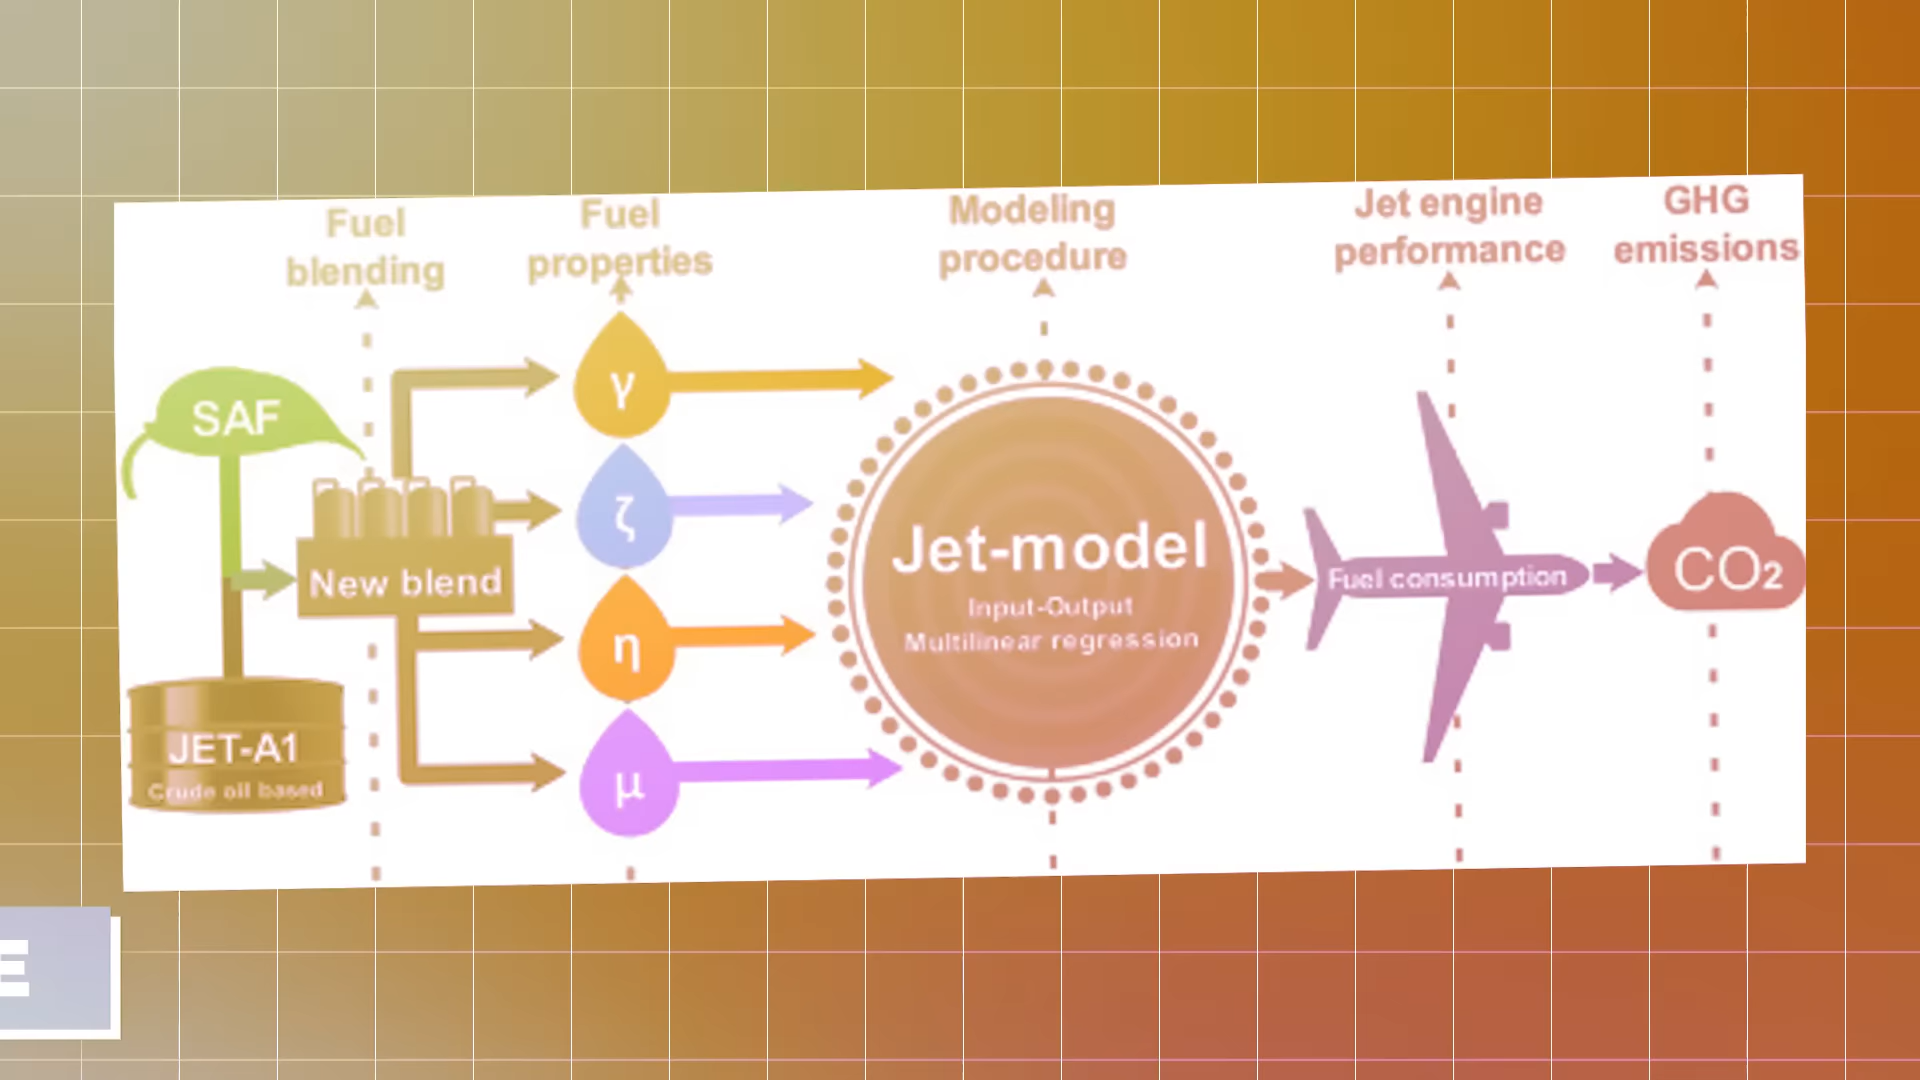 Fuel
blending
Fuel
properties
Modeling
procedure
Jet engine
performance
GHG
emissions
SAF
New blend
JET-A1
Crude oil based
γ
ζ
η
μ
Jet-model
Input-Output
Multilinear regression
Fuel consumption
CO₂
E